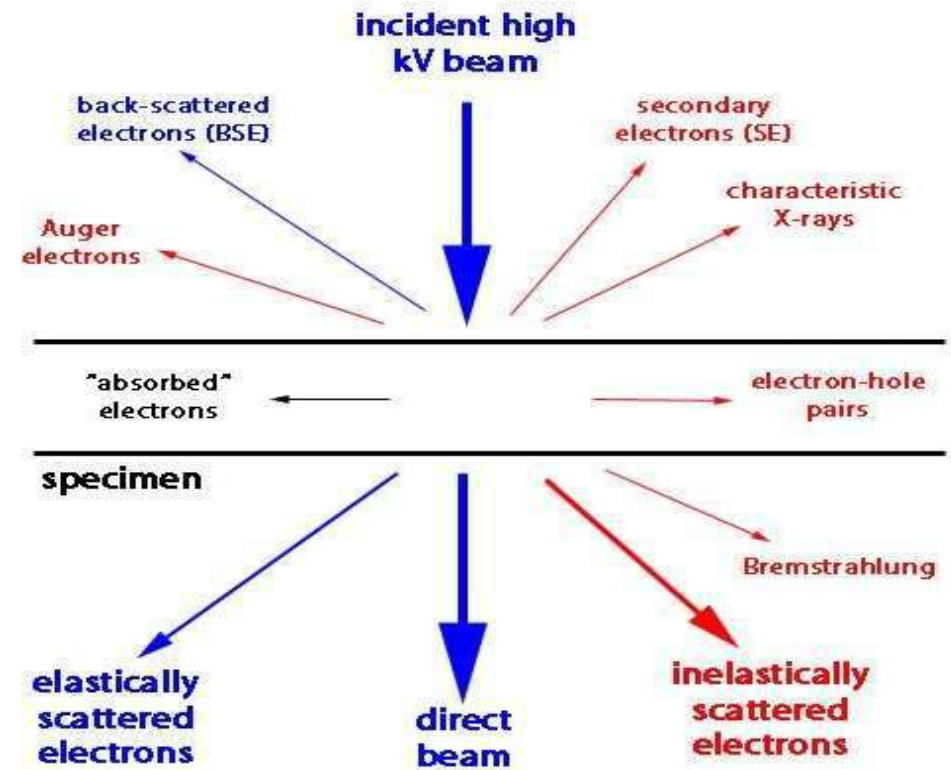 incident high
kV beam
back-scattered
electrons (BSE)
secondary
electrons (SE)
characteristic
X-rays
Auger
electrons
"absorbed"
electrons
electron-hole
pairs
specimen
Bremstrahlung
elastically
scattered
electrons
direct
beam
inelastically
scattered
electrons